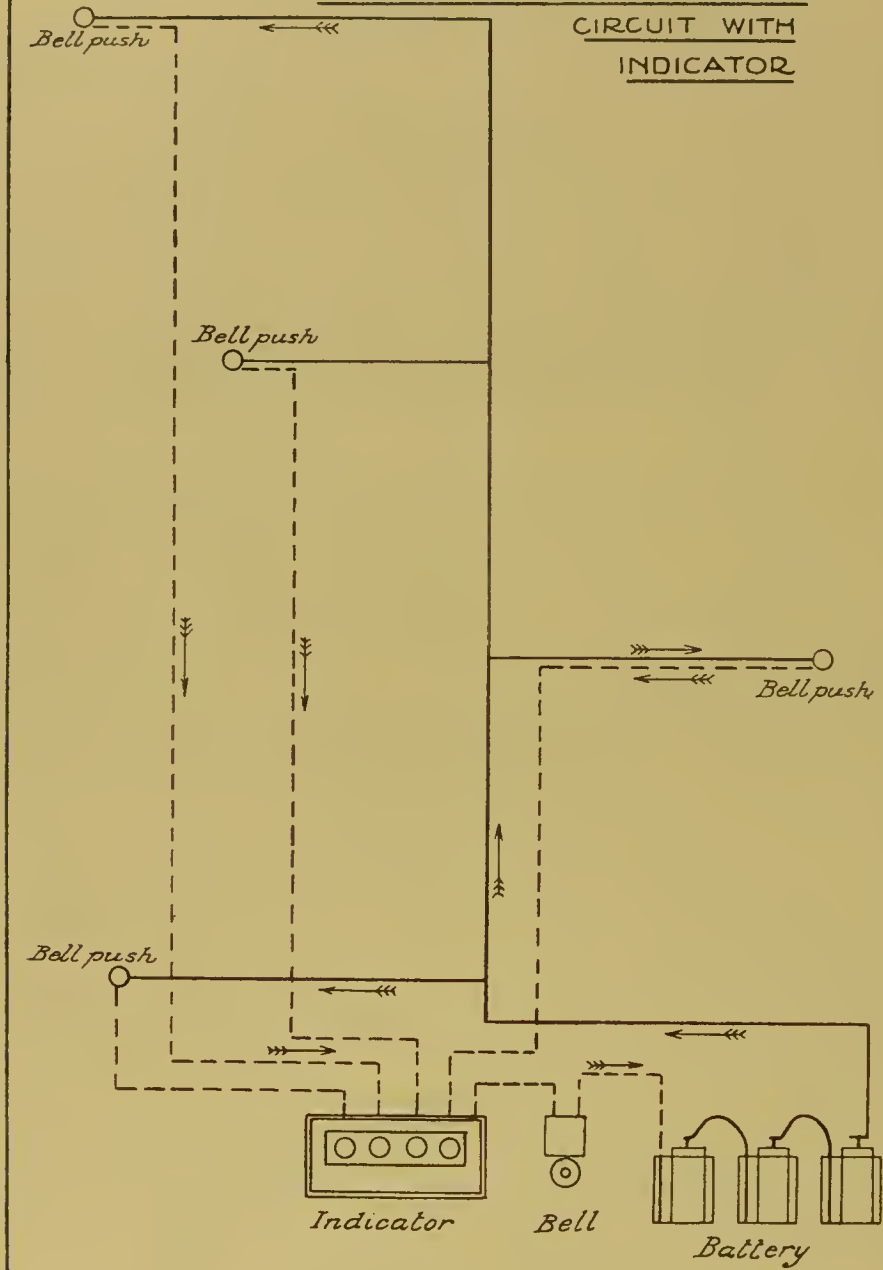 CIRCUIT WITH
INDICATOR
Bell push
Bell push
Bell push
Bell push
Indicator
Bell
Battery